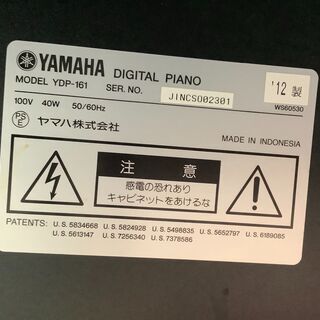 YAMAHA DIGITAL PIANO
MODEL YDP-161 SER. NO. JINCSO02301 '12 製
100V 40W 50/60Hz WS60530
PSE ヤマハ株式会社
MADE IN INDONESIA
注意
感電の恐れあり
キャビネットをあけるな
PATENTS: U.S. 5834668 U.S. 5824928 U.S. 5498835 U.S. 5652797 U.S. 6189085
U.S. 5613147 U.S. 7256340 U.S. 7378586